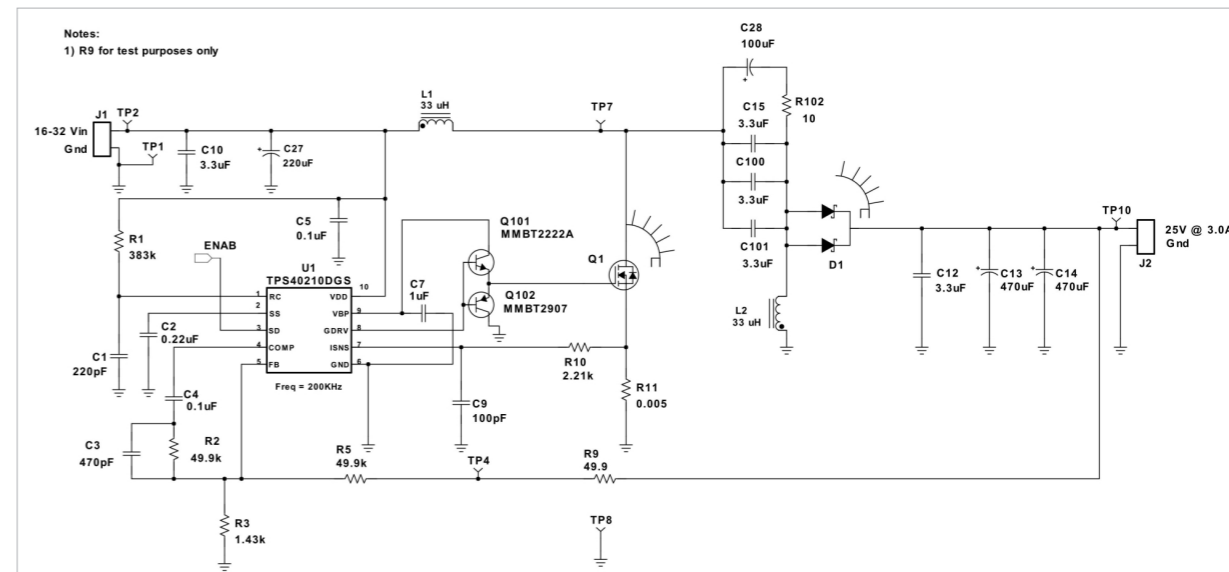 Notes:
1) R9 for test purposes only
C28
100uF
L1
33 uH
TP7
R102
10
C15
3.3uF
J1
TP2
16-32 Vin
Gnd
TP1
C10
3.3uF
C27
220uF
C100
3.3uF
C101
3.3uF
TP10
25V @ 3.0A
Gnd
J2
D1
C5
0.1uF
Q101
MMBT2222A
R1
383k
ENAB
U1
TPS40210DGS
Q1
C7
1uF
Q102
MMBT2907
1 RC VDD 10
2 SS VBP 9
3 SD GDRV 8
4 COMP ISNS 7
5 FB GND 6
Freq = 200KHz
C12
3.3uF
C13
470uF
C14
470uF
L2
33 uH
C2
0.22uF
C1
220pF
R10
2.21k
R11
0.005
C9
100pF
C4
0.1uF
C3
470pF
R2
49.9k
R5
49.9k
TP4
R9
49.9
R3
1.43k
TP8